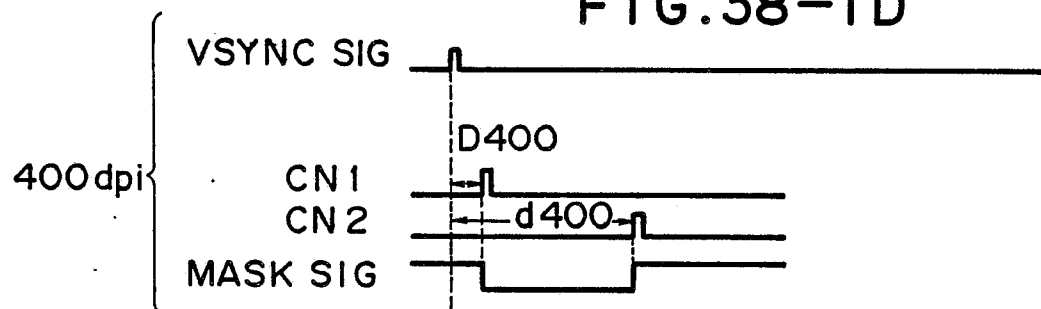 FIG.38-1D
VSYNC SIG
D400
400dpi
CN1
CN2
d400
MASK SIG